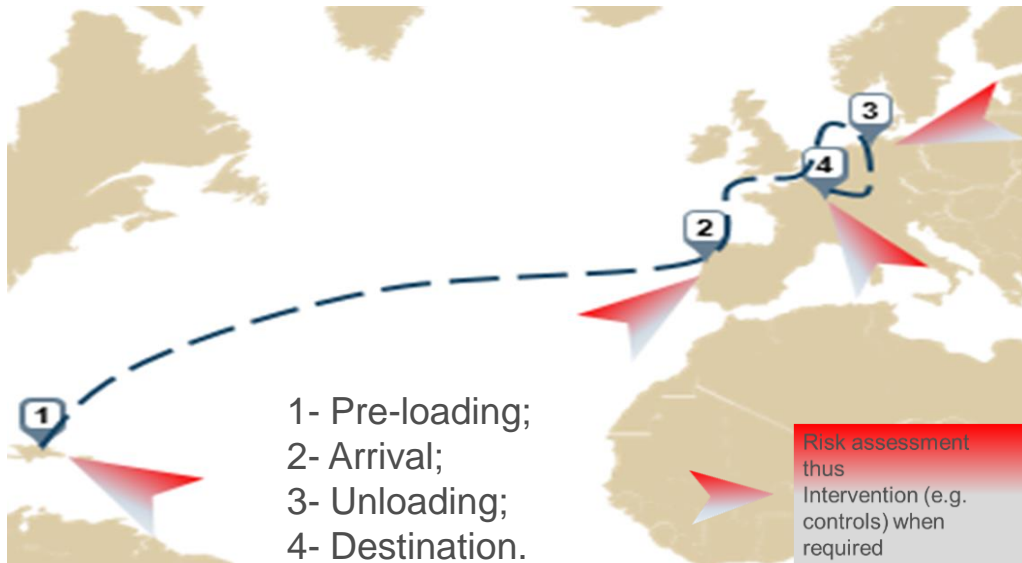 3
4
2
1
1- Pre-loading;
2- Arrival;
3- Unloading;
4- Destination.
Risk assessment
thus
Intervention (e.g.
controls) when
required